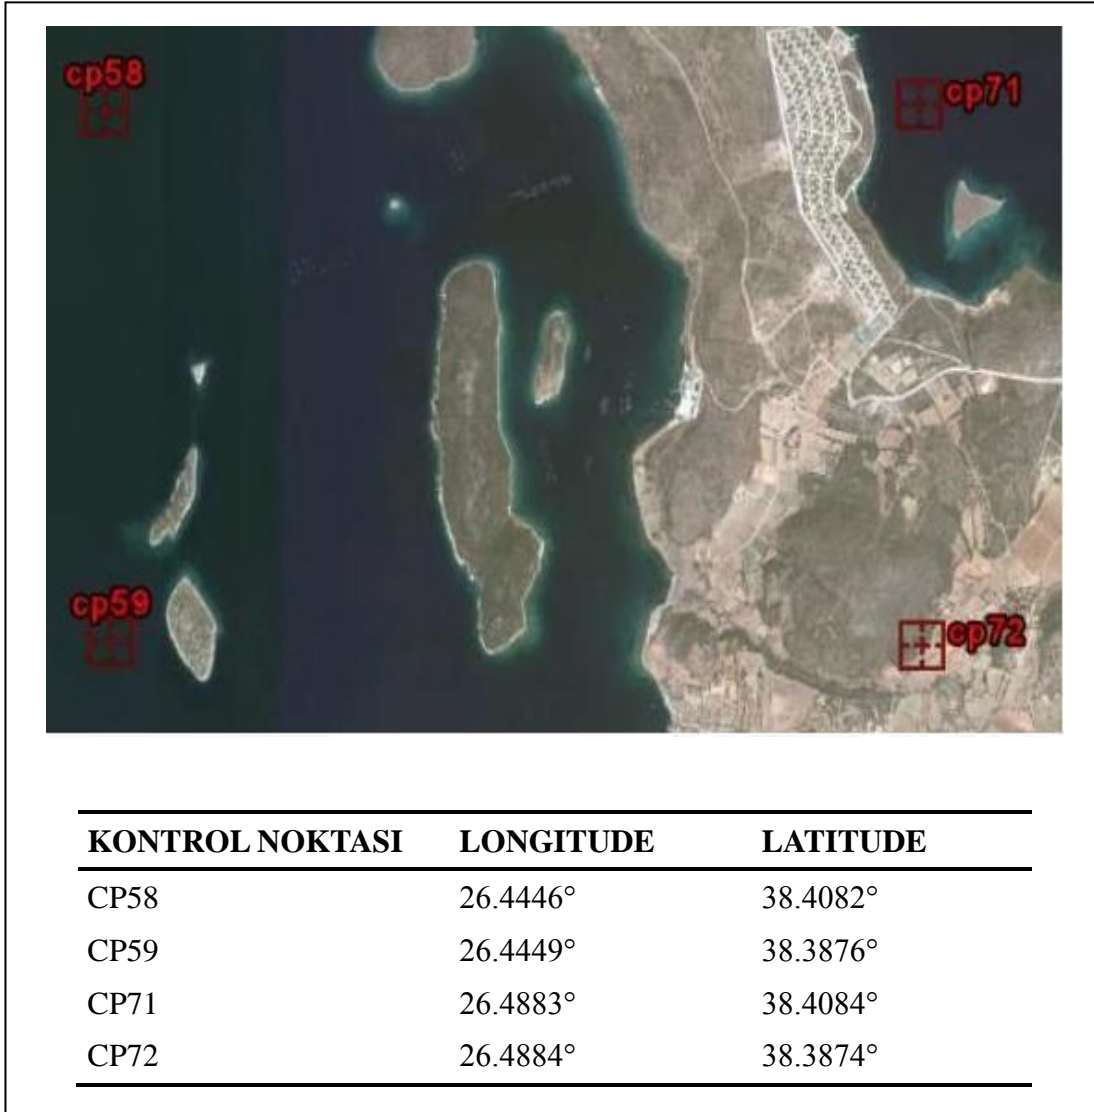 cp58
cp71
cp59
cp72
KONTROL NOKTASI LONGITUDE LATITUDE
CP58 26.4446° 38.4082°
CP59 26.4449° 38.3876°
CP71 26.4883° 38.4084°
CP72 26.4884° 38.3874°